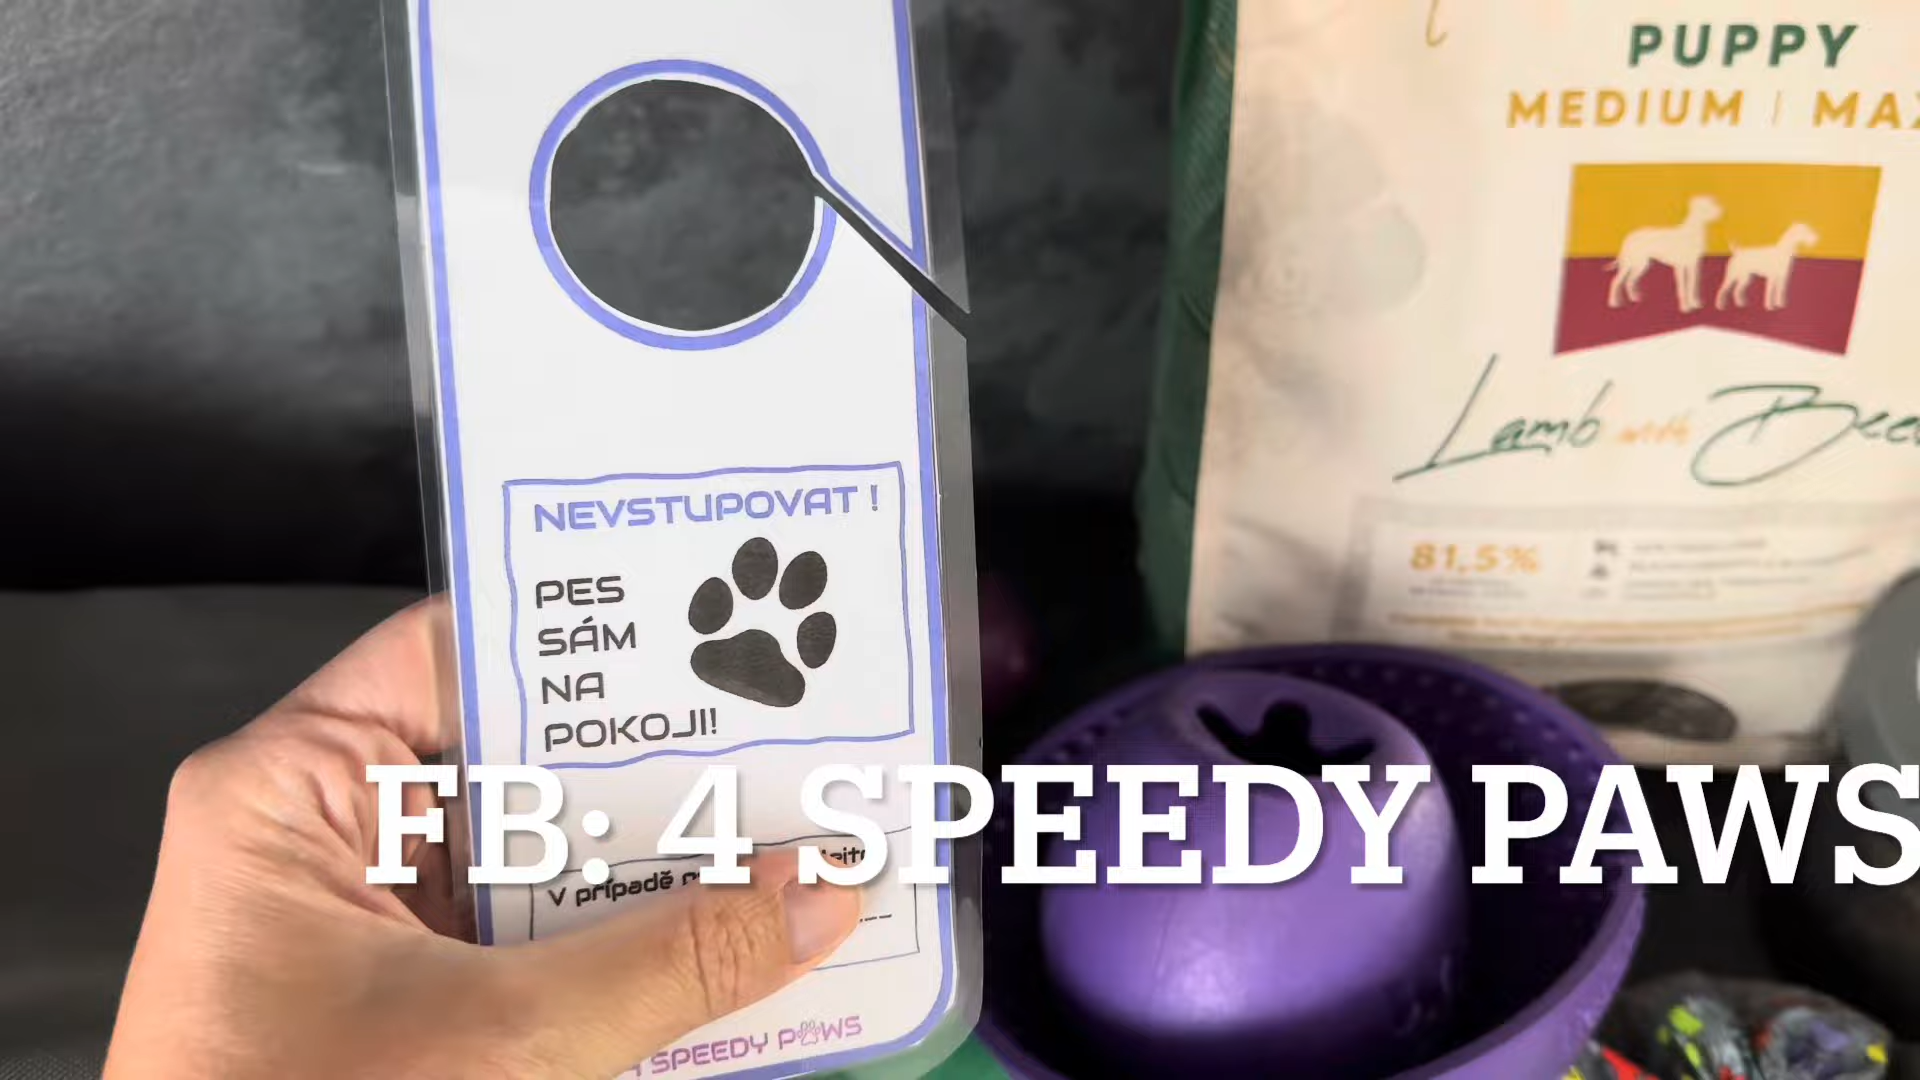 NEVSTUPOVAT !
PES
SÁM
NA
POKOJI!
V případě
SPEEDY PAWS
FB: 4 SPEEDY PAWS
PUPPY
MEDIUM | MAX
Lamb with Beef
81,5%